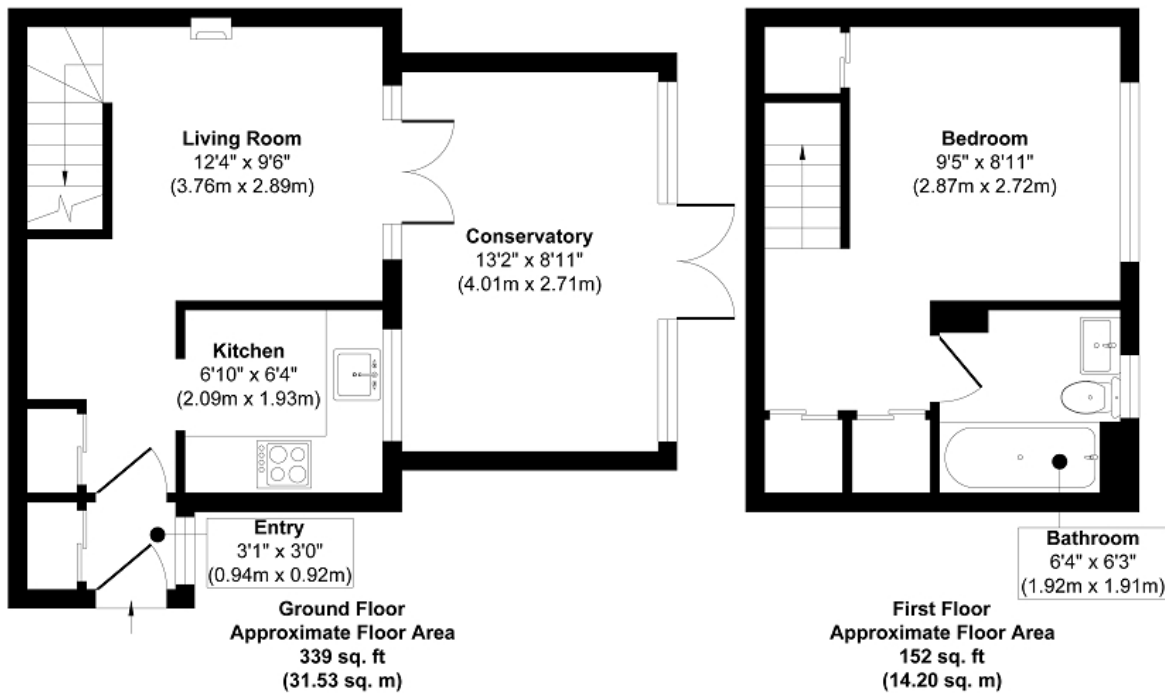 Living Room
12'4" x 9'6"
(3.76m x 2.89m)
Conservatory
13'2" x 8'11"
(4.01m x 2.71m)
Kitchen
6'10" x 6'4"
(2.09m x 1.93m)
Entry
3'1" x 3'0"
(0.94m x 0.92m)
Ground Floor
Approximate Floor Area
339 sq. ft
(31.53 sq. m)
Bedroom
9'5" x 8'11"
(2.87m x 2.72m)
Bathroom
6'4" x 6'3"
(1.92m x 1.91m)
First Floor
Approximate Floor Area
152 sq. ft
(14.20 sq. m)